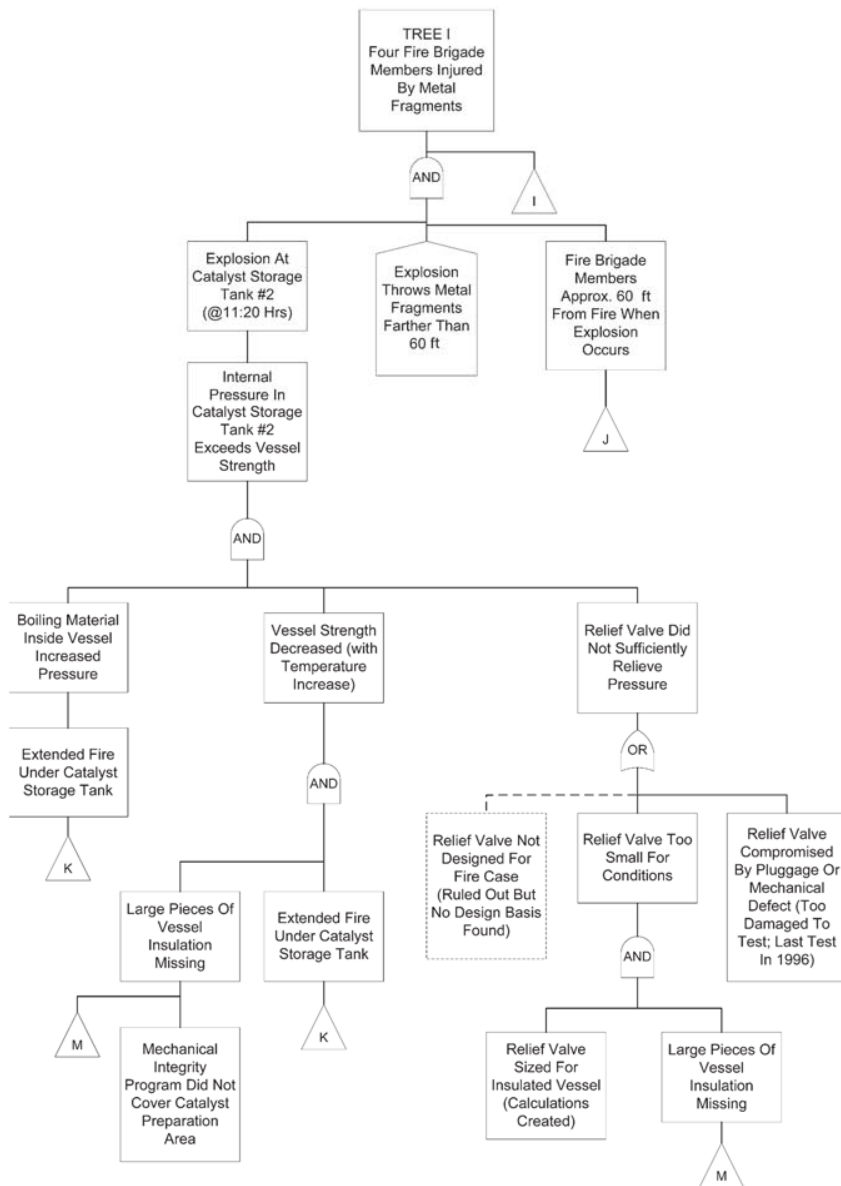 TREE I
Four Fire Brigade
Members Injured
By Metal
Fragments
AND
I
Explosion At
Catalyst Storage
Tank #2
(@11:20 Hrs)
Explosion
Throws Metal
Fragments
Farther Than
60 ft
Fire Brigade
Members
Approx. 60 ft
From Fire When
Explosion
Occurs
Internal
Pressure In
Catalyst Storage
Tank #2
Exceeds Vessel
Strength
J
AND
Boiling Material
Inside Vessel
Increased
Pressure
Vessel Strength
Decreased (with
Temperature
Increase)
Relief Valve Did
Not Sufficiently
Relieve
Pressure
Extended Fire
Under Catalyst
Storage Tank
K
AND
OR
Large Pieces Of
Vessel
Insulation
Missing
Extended Fire
Under Catalyst
Storage Tank
Relief Valve Not
Designed For
Fire Case
(Ruled Out But
No Design Basis
Found)
Relief Valve Too
Small For
Conditions
Relief Valve
Compromised
By Pluggage Or
Mechanical
Defect (Too
Damaged To
Test; Last Test
In 1996)
M
Mechanical
Integrity
Program Did Not
Cover Catalyst
Preparation
Area
K
AND
Relief Valve
Sized For
Insulated Vessel
(Calculations
Created)
Large Pieces Of
Vessel
Insulation
Missing
M